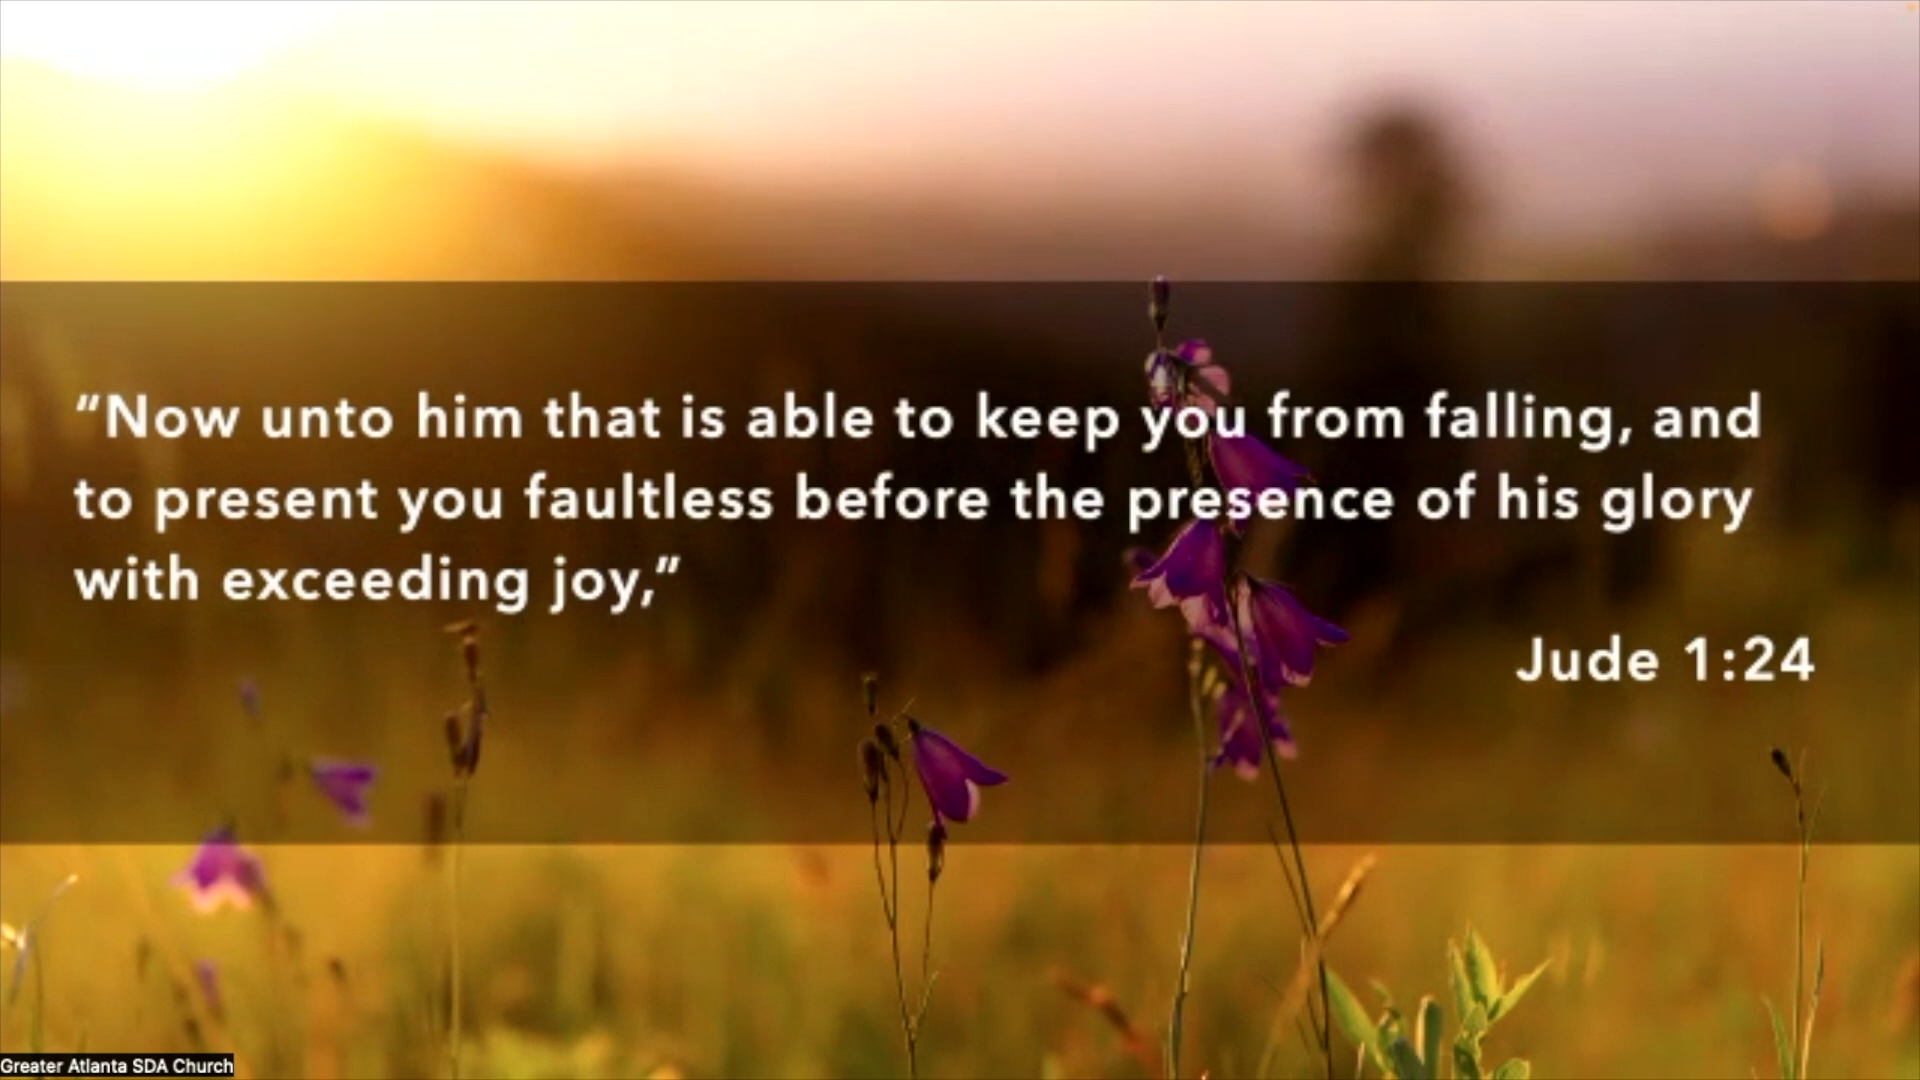 “Now unto him that is able to keep you from falling, and
to present you faultless before the presence of his glory
with exceeding joy,”
Jude 1:24
Greater Atlanta SDA Church